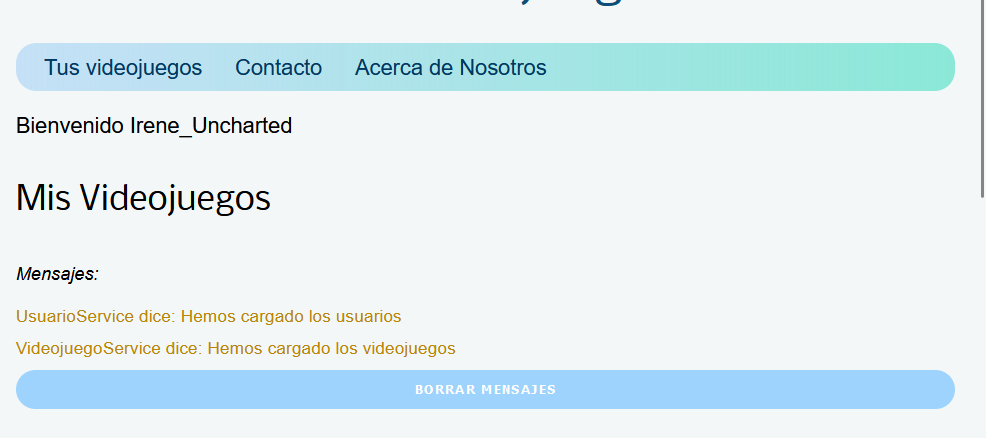 Tus videojuegos Contacto Acerca de Nosotros
Bienvenido Irene_Uncharted
Mis Videojuegos
Mensajes:
UsuarioService dice: Hemos cargado los usuarios
VideojuegoService dice: Hemos cargado los videojuegos
BORRAR MENSAJES